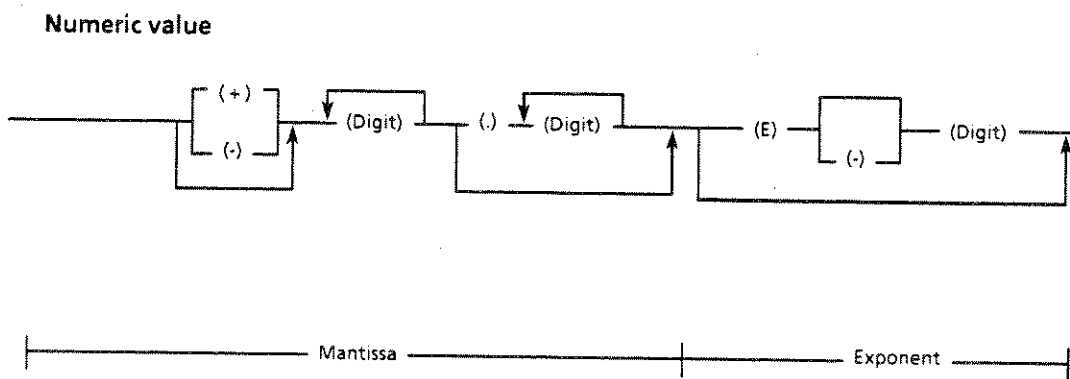 Numeric value
(+)
(Digit) (.) (Digit) (E) (Digit)
(-) (-)
Mantissa Exponent